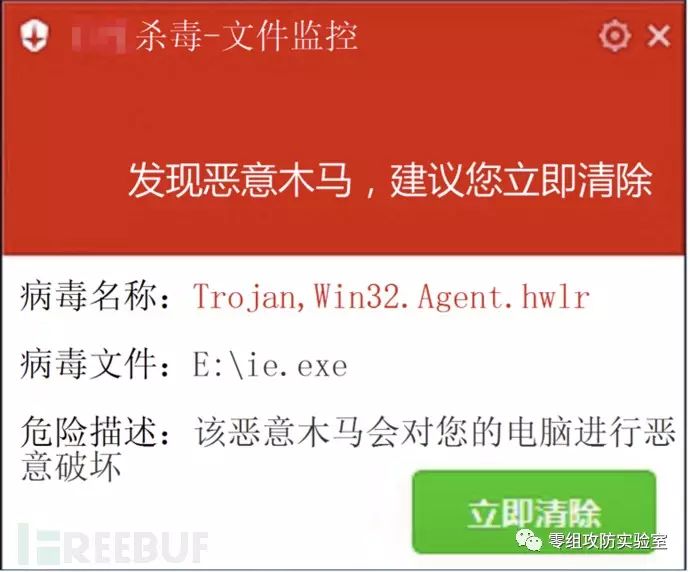 杀毒-文件监控
发现恶意木马，建议您立即清除
病毒名称：Trojan,Win32.Agent.hwlr
病毒文件：E:\ie.exe
危险描述：该恶意木马会对您的电脑进行恶
意破坏
立即清除
零组攻防实验室
FREEBUF